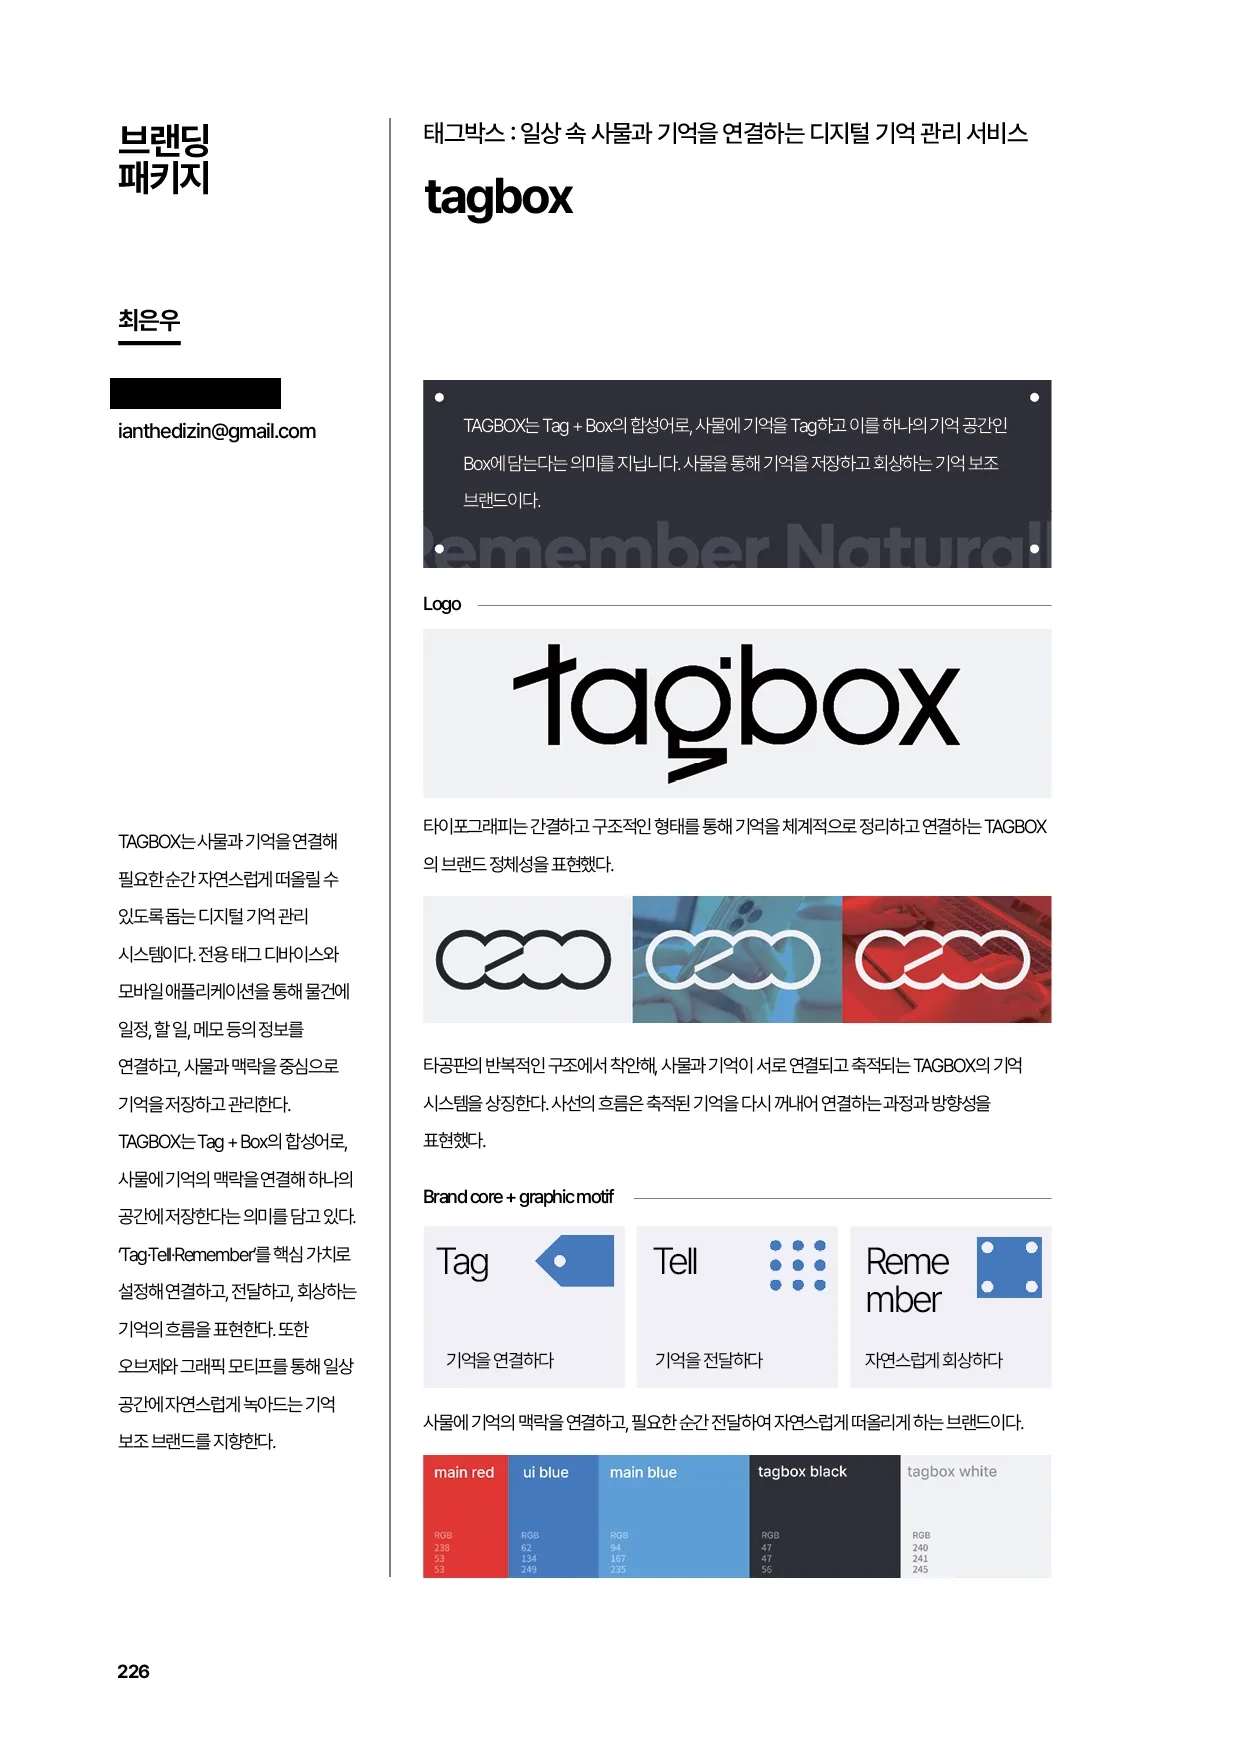 브랜딩
패키지
최은우
ianthedizin@gmail.com
TAGBOX는 사물과 기억을 연결해
필요한 순간 자연스럽게 떠올릴 수
있도록 돕는 디지털 기억 관리
시스템이다. 전용 태그 디바이스와
모바일 애플리케이션을 통해 물건에
일정, 할 일, 메모 등의 정보를
연결하고, 사물과 맥락을 중심으로
기억을 저장하고 관리한다.
TAGBOX는 Tag + Box의 합성어로,
사물에 기억의 맥락을 연결해 하나의
공간에 저장한다는 의미를 담고 있다.
‘Tag·Tell·Remember’를 핵심 가치로
설정해 연결하고, 전달하고, 회상하는
기억의 흐름을 표현한다. 또한
오브제와 그래픽 모티프를 통해 일상
공간에 자연스럽게 녹아드는 기억
보조 브랜드를 지향한다.
태그박스 : 일상 속 사물과 기억을 연결하는 디지털 기억 관리 서비스
tagbox
TAGBOX는 Tag + Box의 합성어로, 사물에 기억을 Tag하고 이를 하나의 기억 공간인
Box에 담는다는 의미를 지닙니다. 사물을 통해 기억을 저장하고 회상하는 기억 보조
브랜드이다.
Remember Naturall
Logo
tagbox
타이포그래피는 간결하고 구조적인 형태를 통해 기억을 체계적으로 정리하고 연결하는 TAGBOX
의 브랜드 정체성을 표현했다.
타공판의 반복적인 구조에서 착안해, 사물과 기억이 서로 연결되고 축적되는 TAGBOX의 기억
시스템을 상징한다. 사선의 흐름은 축적된 기억을 다시 꺼내어 연결하는 과정과 방향성을
표현했다.
Brand core + graphic motif
Tag
기억을 연결하다
Tell
기억을 전달하다
Reme
mber
자연스럽게 회상하다
사물에 기억의 맥락을 연결하고, 필요한 순간 전달하여 자연스럽게 떠올리게 하는 브랜드이다.
main red
RGB
238
53
53
ui blue
RGB
62
134
249
main blue
RGB
94
167
235
tagbox black
RGB
47
47
56
tagbox white
RGB
240
241
245
226